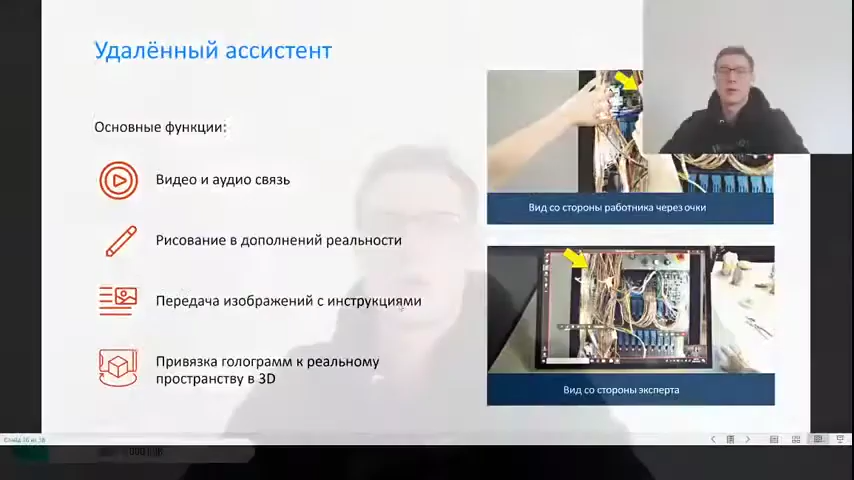 Удалённый ассистент
Основные функции:
Видео и аудио связь
Рисование в дополнений реальности
Передача изображений с инструкциями
Привязка голограмм к реальному
пространству в 3D
Вид со стороны работника через очки
Вид со стороны эксперта